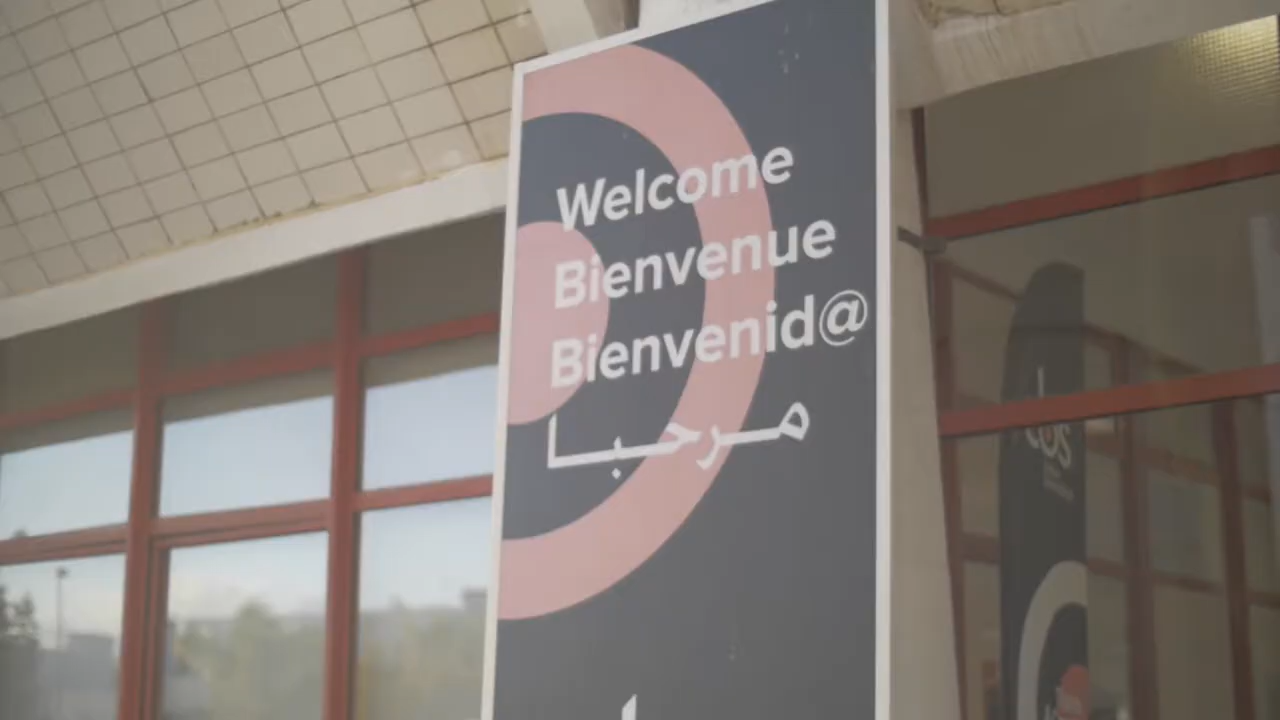 Welcome
Bienvenue
Bienvenid@
مرحبا